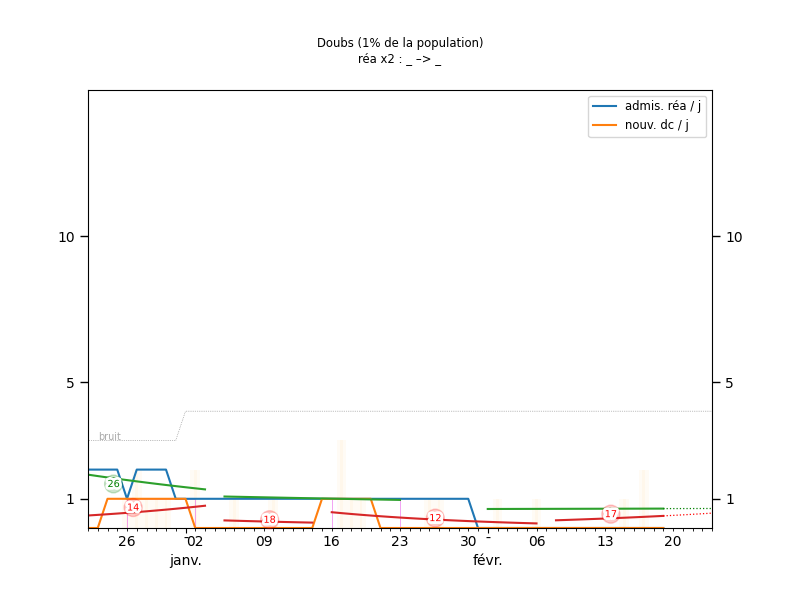 Doubs (1% de la population)
réa x2 : _ –> _
admis. réa / j
nouv. dc / j
10
10
5
5
bruit
26
14
18
12
17
1
1
26
02
09
16
23
30
06
13
20
janv.
févr.